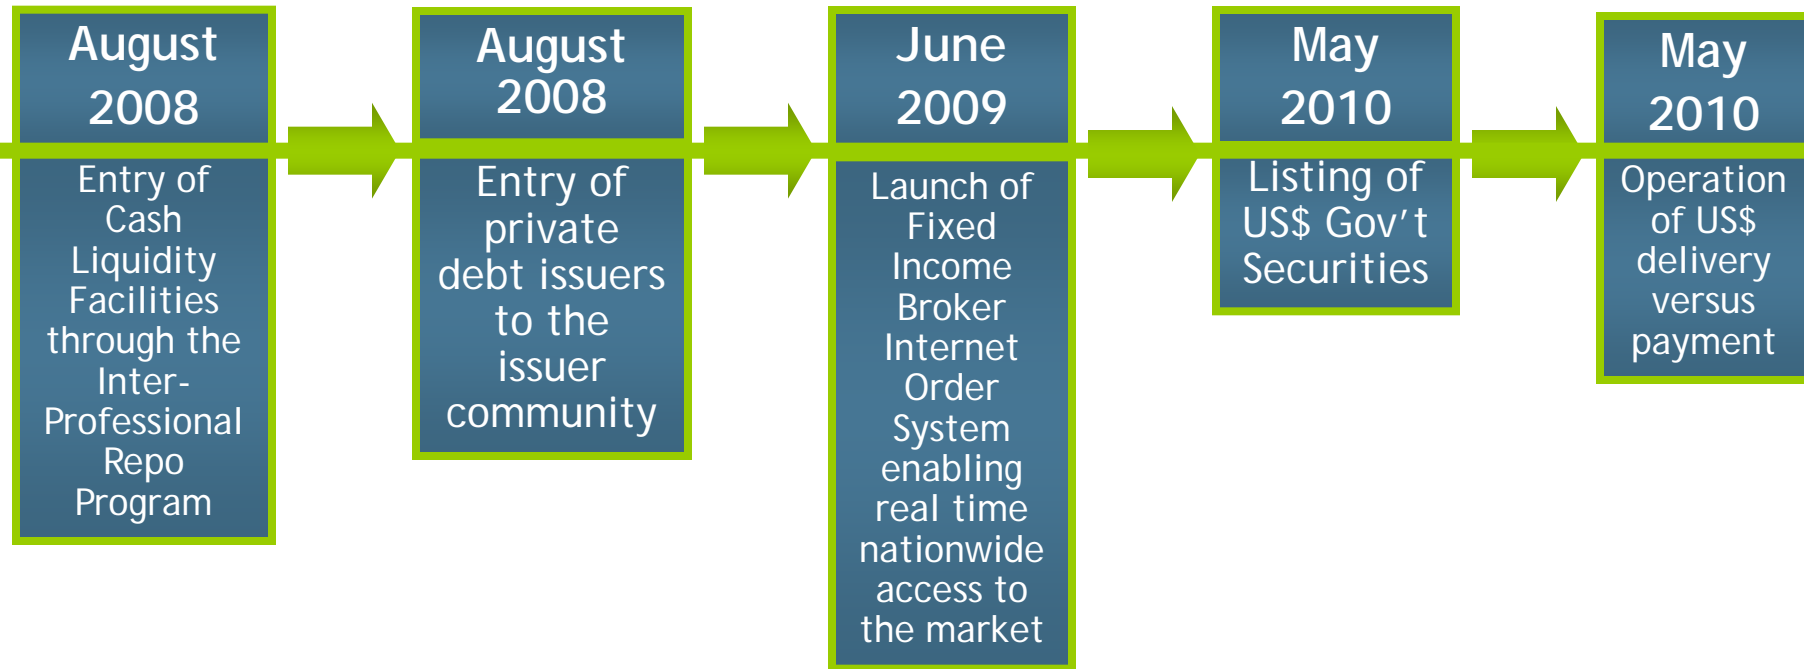 August
2008
Entry of
Cash
Liquidity
Facilities
through the
Inter-
Professional
Repo
Program
August
2008
Entry of
private
debt issuers
to the
issuer
community
June
2009
Launch of
Fixed
Income
Broker
Internet
Order
System
enabling
real time
nationwide
access to
the market
May
2010
Listing of
US$ Gov't
Securities
May
2010
Operation
of US$
delivery
versus
payment